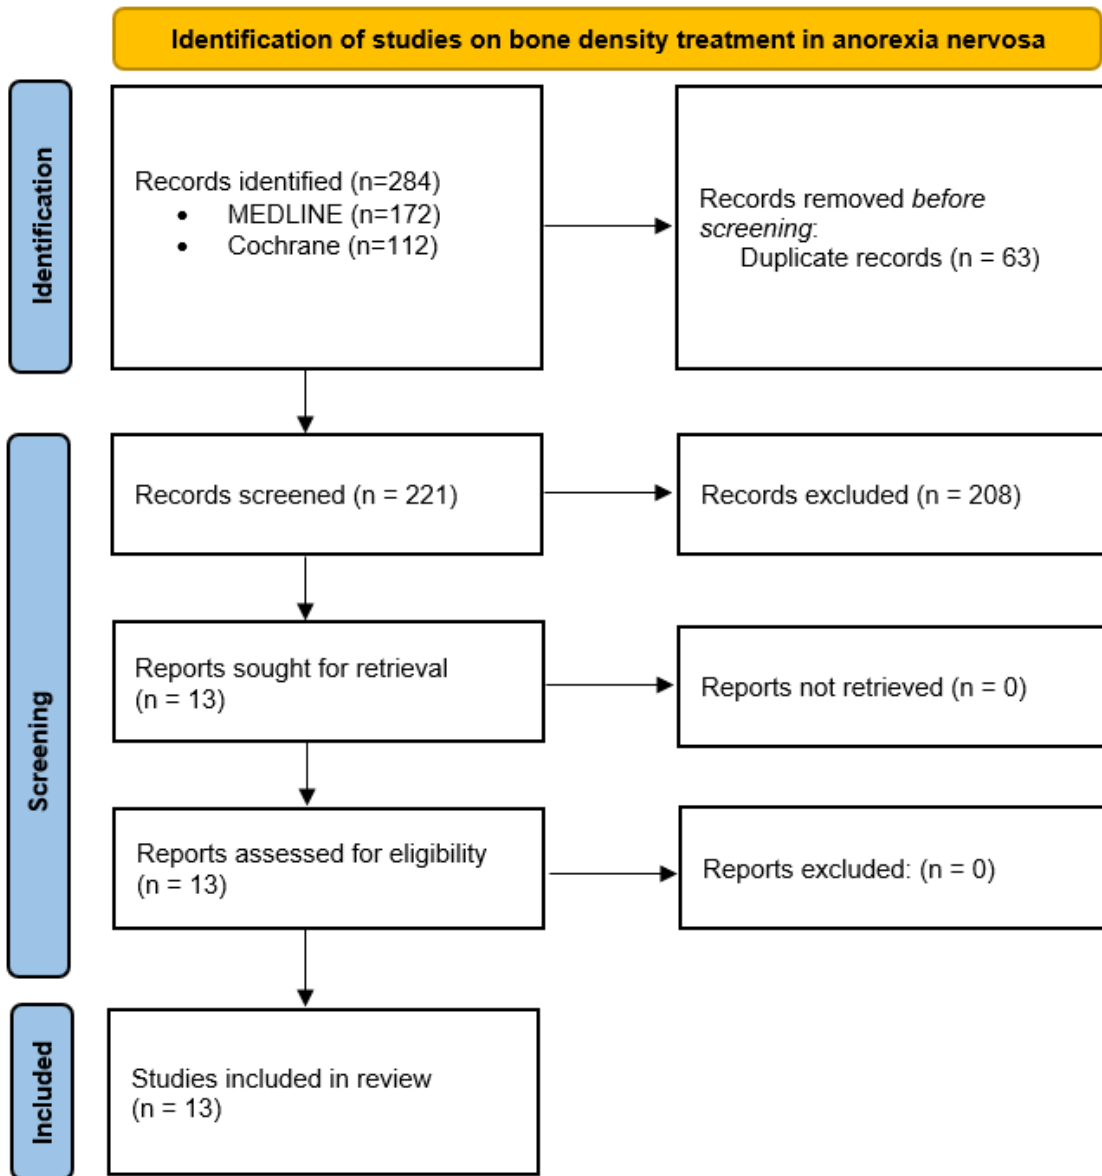 Identification of studies on bone density treatment in anorexia nervosa
Identification
Records identified (n=284)
• MEDLINE (n=172)
• Cochrane (n=112)
Records removed before
screening:
Duplicate records (n = 63)
Screening
Records screened (n = 221)
Records excluded (n = 208)
Reports sought for retrieval
(n = 13)
Reports not retrieved (n = 0)
Reports assessed for eligibility
(n = 13)
Reports excluded: (n = 0)
Included
Studies included in review
(n = 13)